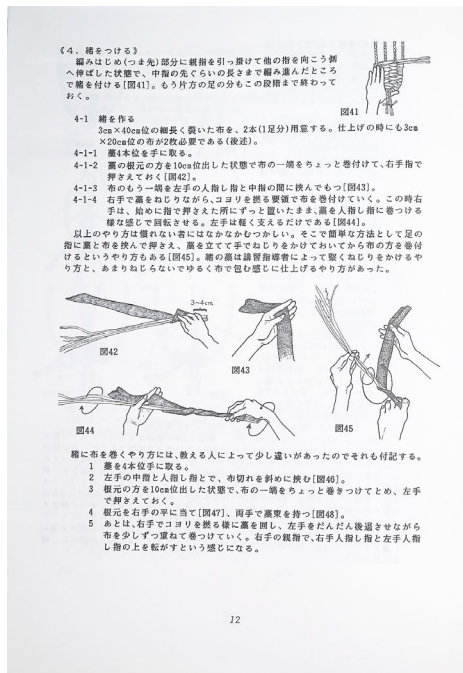 《4．緒をつける》
編みはじめ(つま先)部分に親指を引っ掛けて他の指を向こう側
へ伸ばした状態で、中指の先ぐらいの長さまで編み進んだところ
で緒を付ける[図41]。もう片方の足の分もこの段階まで終わって
おく。
図41
4-1 緒を作る
3cm×40cm位の細長く裂いた布を、2本(1足分)用意する。仕上げの時にも3cm
×20cm位の布が2枚必要である(後述)。
4-1-1 藁4本位を手に取る。
4-1-2 藁の根元の方を10cm位出した状態で布の一端をちょっと巻付けて、右手指で
押さえておく[図42]。
4-1-3 布のもう一端を左手の人指し指と中指の間に挟んでもつ[図43]。
4-1-4 右手で藁をねじりながら、コヨリを撚る要領で布を巻付けていく。この時右
手は、始めに指で押さえた所にずっと置いたまま、藁を人指し指に巻つける
様な感じで回転させる。左手は軽く支えるだけである[図44]。
以上のやり方は慣れない者にはなかなかむつかしい。そこで簡単な方法として足の
指に藁と布を挟んで押さえ、藁を立てて手でねじりをかけておいてから布の方を巻付
けるというやり方もある[図45]。緒の藁は講習指導者によって堅くねじりをかけるや
り方と、あまりねじらないでゆるく布で包む感じに仕上げるやり方があった。
3~4cm
図42
図43
図44
図45
緒に布を巻くやり方には、教える人によって少し違いがあったのでそれも付記する。
1 藁を4本位手に取る。
2 左手の中指と人指し指とで、布切れを斜めに挟む[図46]。
3 根元の方を10cm位出した状態で、布の一端をちょっと巻きつけてとめ、左手
で押さえておく。
4 根元を右手の平に当て[図47]、両手で藁束を持つ[図48]。
5 あとは、右手でコヨリを撚る様に藁を回し、左手をだんだん後退させながら
布を少しずつ重ねて巻つけていく。右手の親指で、右手人指し指と左手人指
し指の上を転がすという感じになる。
12